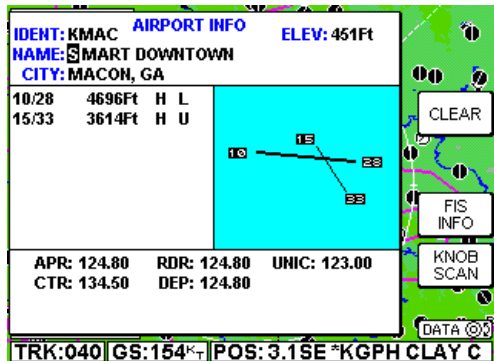 AIRPORT INFO
IDENT: KMAC ELEV: 451Ft
NAME: SMART DOWNTOWN
CITY: MACON, GA
10/28 4696Ft H L
15/33 3614Ft H U
15
10
28
33
CLEAR
FIS INFO
KNOB SCAN
APR: 124.80 RDR: 124.80 UNIC: 123.00
CTR: 134.50 DEP: 124.80
DATA
TRK:040 GS:154KT POS: 3.1SE *KGPH CLAY C